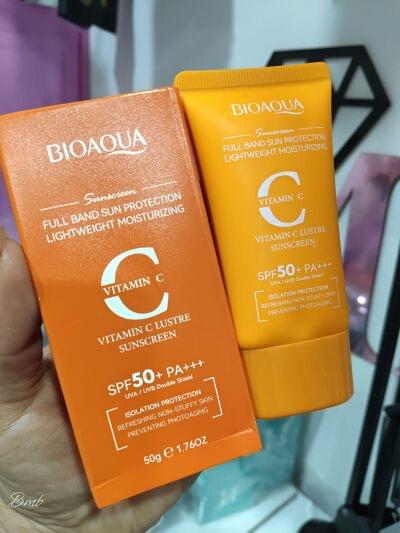 BIOAQUA
Sunscreen
FULL BAND SUN PROTECTION
LIGHTWEIGHT MOISTURIZING
C
VITAMIN C
VITAMIN C LUSTRE
SUNSCREEN
SPF50+ PA+++
UVA / UVB Double Shield
ISOLATION PROTECTION
REFRESHING NON-STUFFY SKIN
PREVENTING PHOTOAGING
50g e 1.76OZ
BIOAQUA
Sunscreen
FULL BAND SUN PROTECTION
LIGHTWEIGHT MOISTURIZING
C
VITAMIN C
VITAMIN C LUSTRE
SUNSCREEN
SPF50+ PA+++
UVA / UVB Double Shield
ISOLATION PROTECTION
REFRESHING NON-STUFFY SKIN
PREVENTING PHOTOAGING
Bmb